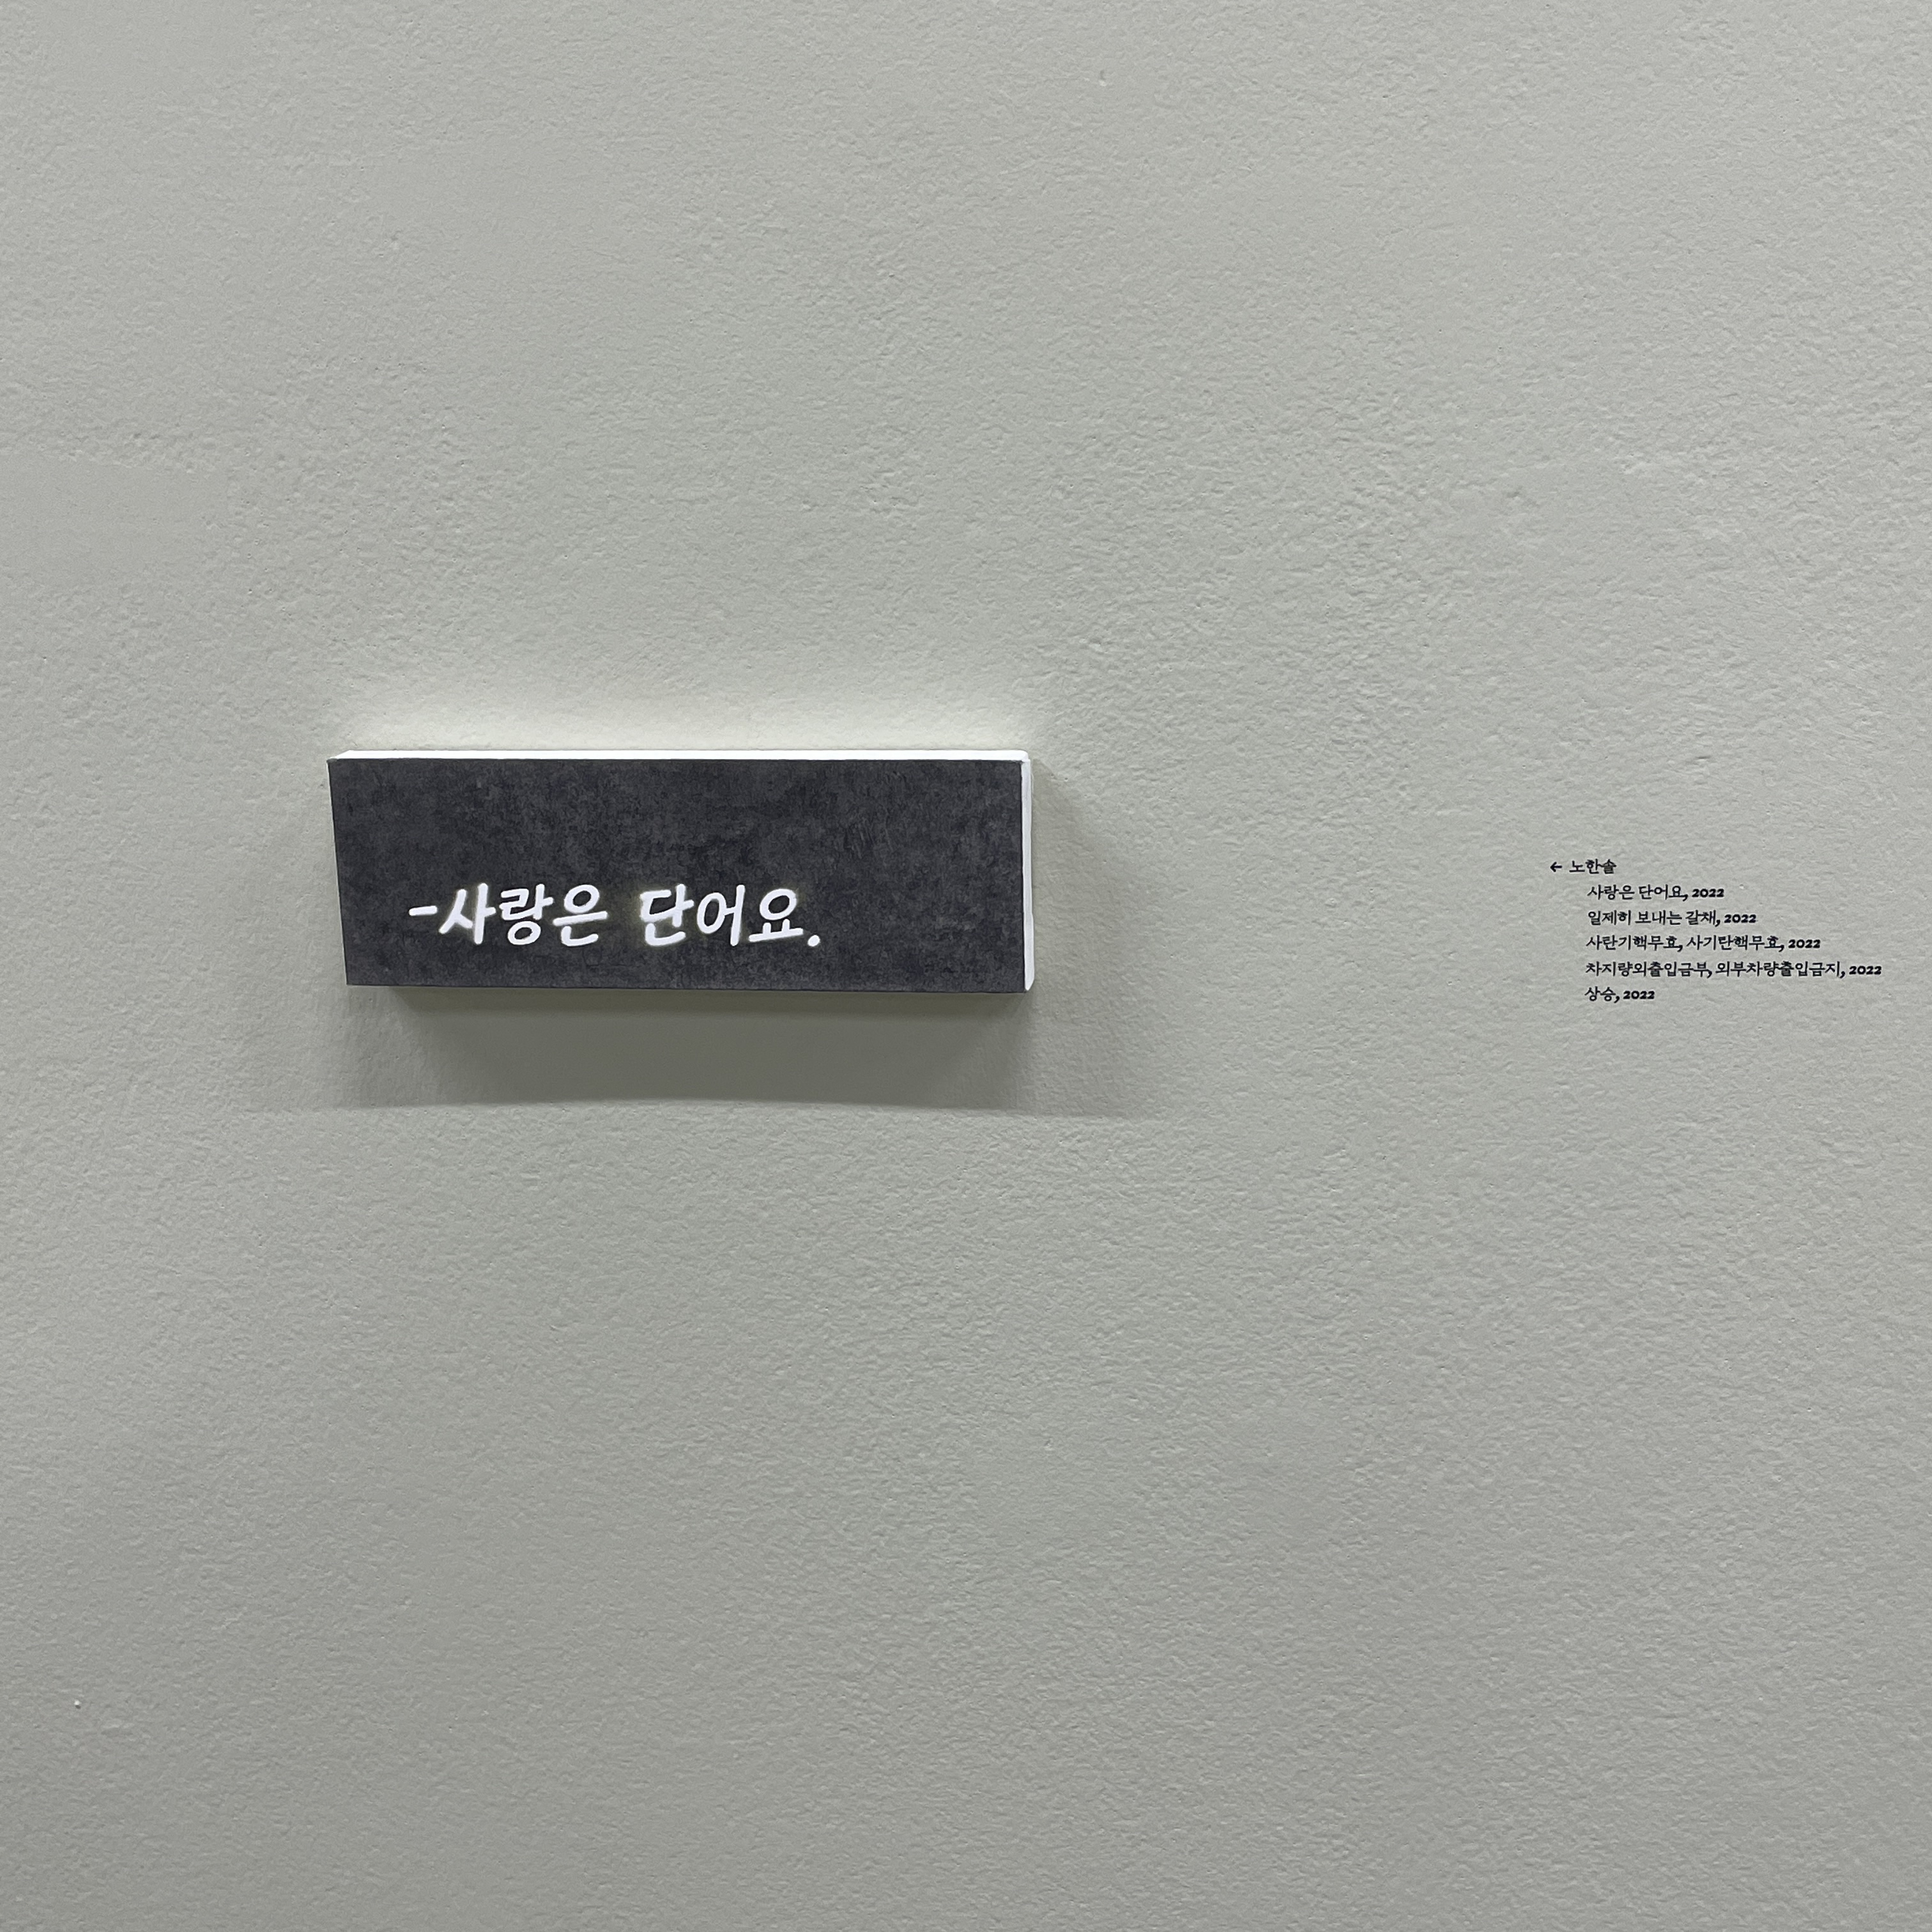 -사랑은 단어요.
← 노한솔
사랑은 단어요, 2022
일제히 보내는 갈채, 2022
사탄기핵무효, 사기탄핵무효, 2022
차지량외출입금부, 외부차량출입금지, 2022
상승, 2022